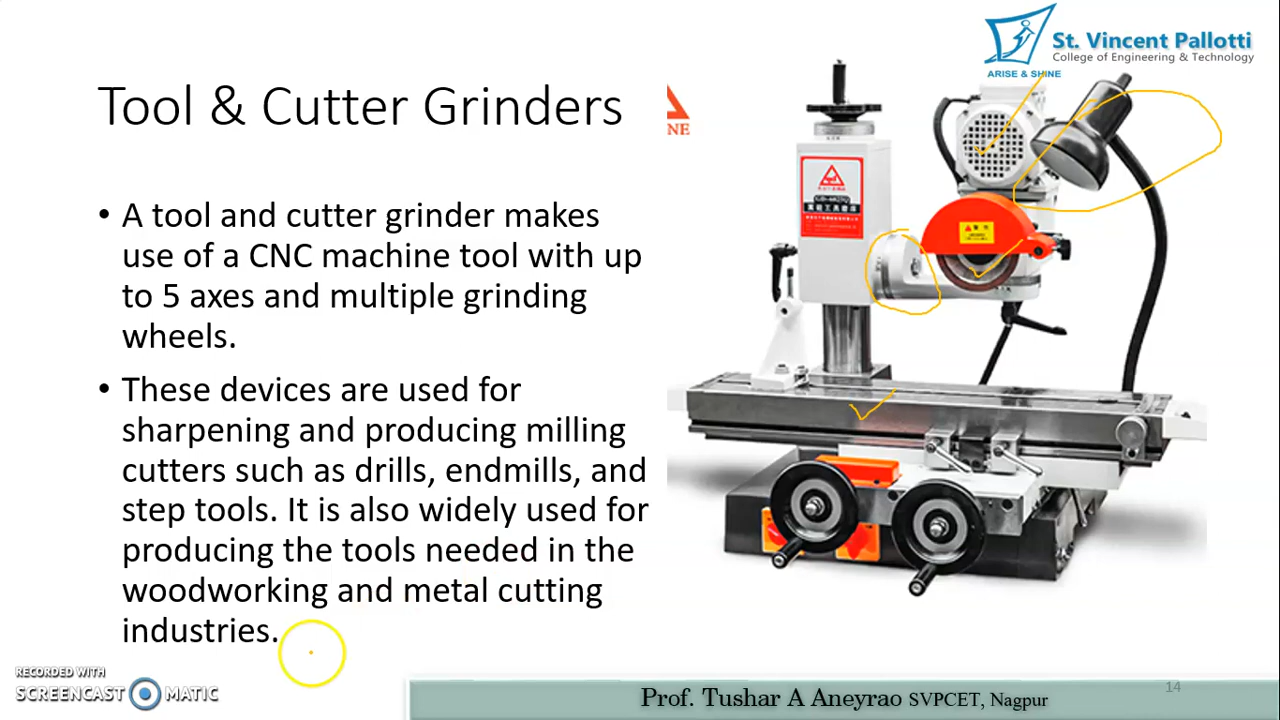 St. Vincent Pallotti
College of Engineering & Technology
ARISE & SHINE
Tool & Cutter Grinders
NE
• A tool and cutter grinder makes
use of a CNC machine tool with up
to 5 axes and multiple grinding
wheels.
• These devices are used for
sharpening and producing milling
cutters such as drills, endmills, and
step tools. It is also widely used for
producing the tools needed in the
woodworking and metal cutting
industries.
RECORDED WITH
SCREENCAST MATIC
Prof. Tushar A Aneyrao SVPCET, Nagpur
14